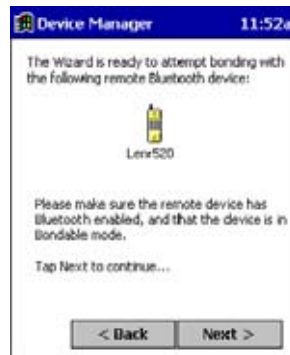 Device Manager 11:52a
The Wizard is ready to attempt bonding with
the following remote Bluetooth device:
Lenr520
Please make sure the remote device has
Bluetooth enabled, and that the device is in
Bondable mode.
Tap Next to continue...
< Back Next >